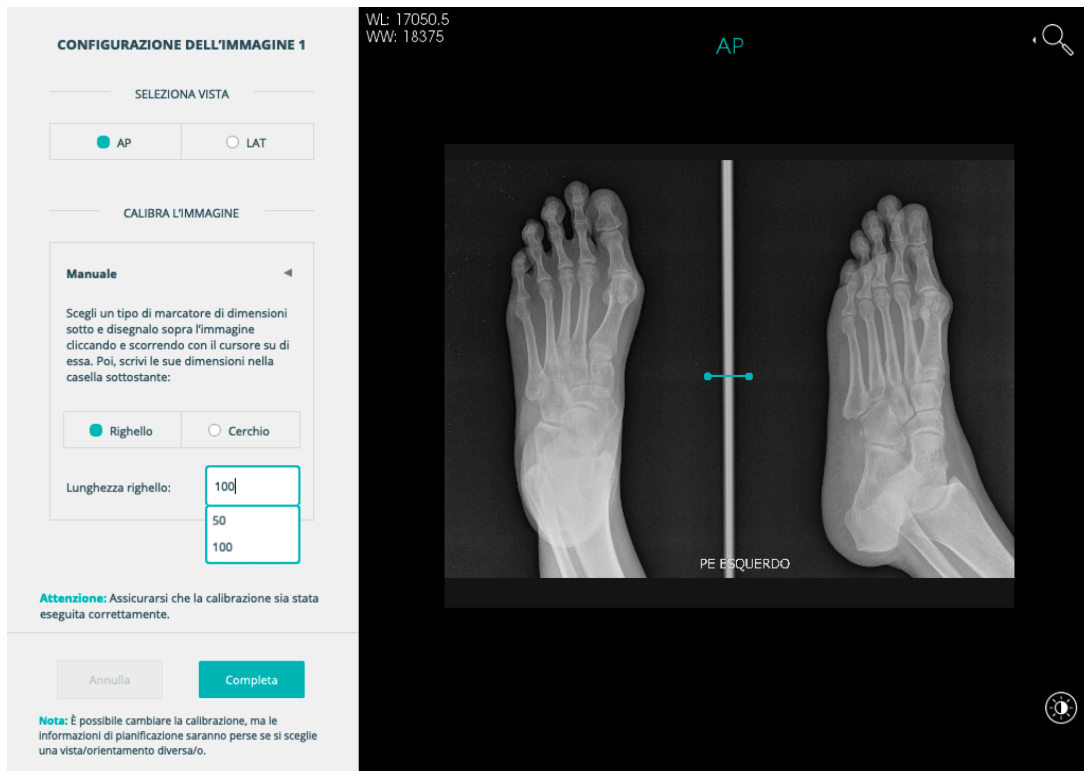 CONFIGURAZIONE DELL'IMMAGINE 1
SELEZIONA VISTA
AP
LAT
CALIBRA L'IMMAGINE
Manuale
Scegli un tipo di marcatore di dimensioni
sotto e disegnalo sopra l'immagine
cliccando e scorrendo con il cursore su di
essa. Poi, scrivi le sue dimensioni nella
casella sottostante:
Righello
Cerchio
Lunghezza righello:
100
50
100
Attenzione: Assicurarsi che la calibrazione sia stata
eseguita correttamente.
Annulla
Completa
Nota: È possibile cambiare la calibrazione, ma le
informazioni di pianificazione saranno perse se si sceglie
una vista/orientamento diversa/o.
WL: 17050.5
WW: 18375
AP
PE ESQUERDO